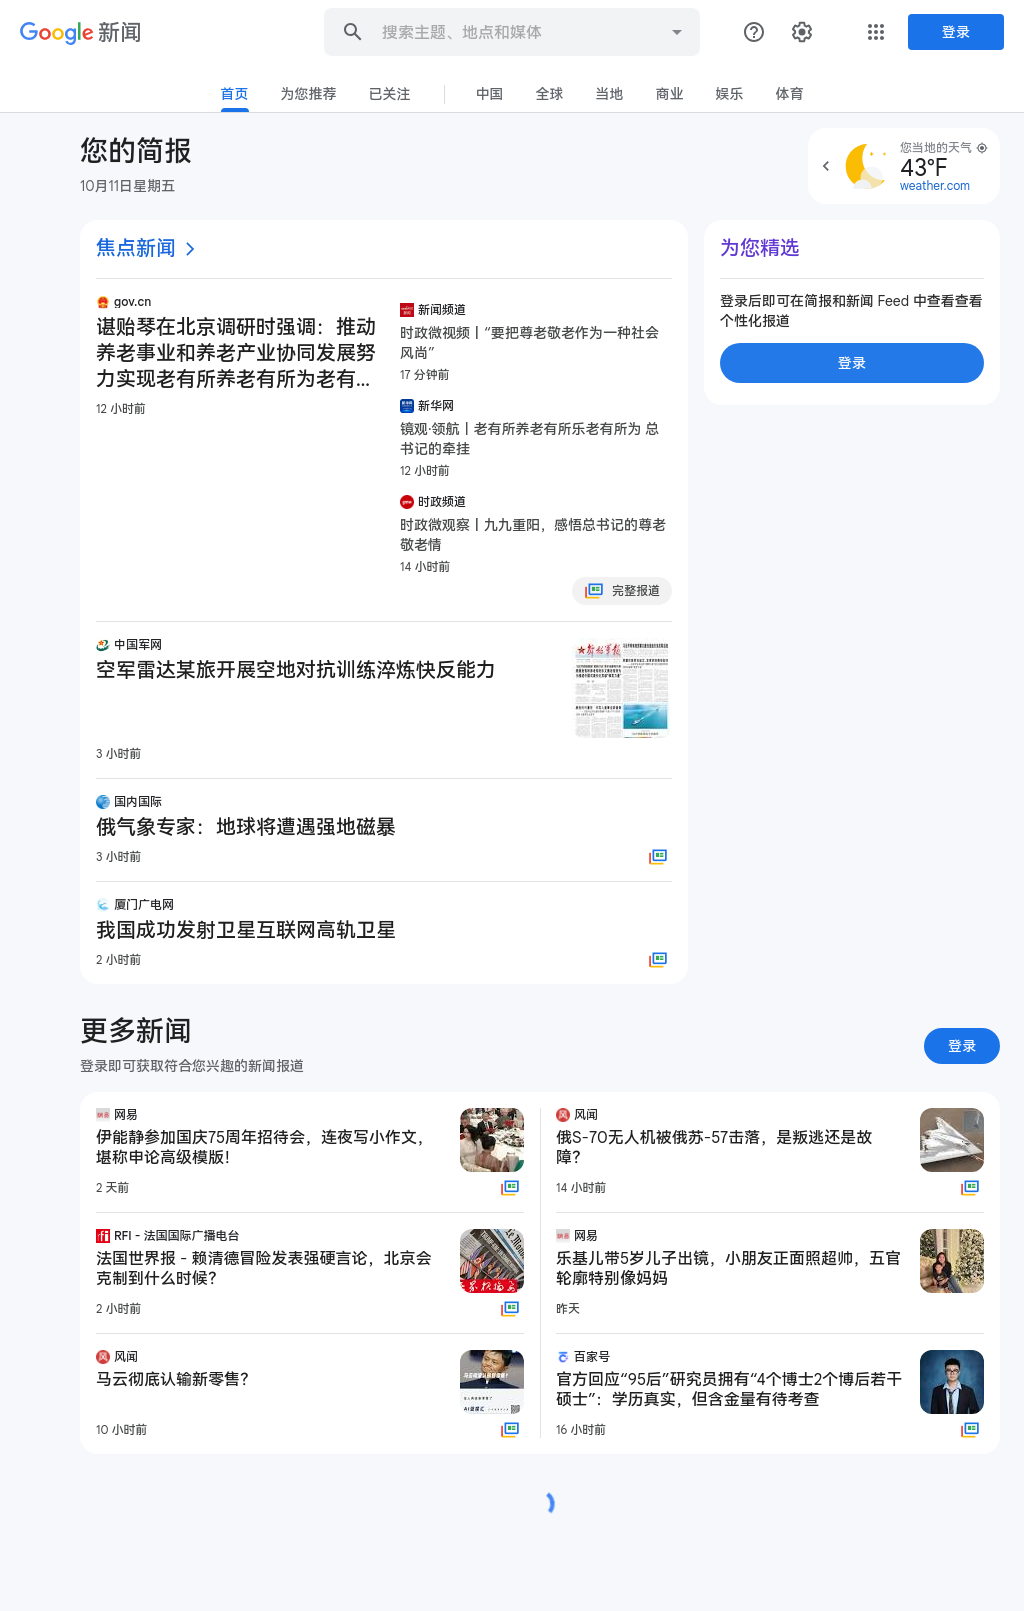 Google 新闻
搜索主题、地点和媒体
登录
首页
为您推荐
已关注
中国
全球
当地
商业
娱乐
体育
您的简报
10月11日星期五
您当地的天气
43°F
weather.com
焦点新闻
gov.cn
谌贻琴在北京调研时强调：推动
养老事业和养老产业协同发展努
力实现老有所养老有所为老有...
12 小时前
新闻频道
时政微视频丨“要把尊老敬老作为一种社会
风尚”
17 分钟前
新华网
镜观·领航丨老有所养老有所乐老有所为 总
书记的牵挂
12 小时前
时政频道
时政微观察丨九九重阳，感悟总书记的尊老
敬老情
14 小时前
完整报道
中国军网
空军雷达某旅开展空地对抗训练淬炼快反能力
3 小时前
国内国际
俄气象专家：地球将遭遇强地磁暴
3 小时前
厦门广电网
我国成功发射卫星互联网高轨卫星
2 小时前
为您精选
登录后即可在简报和新闻 Feed 中查看查看
个性化报道
登录
更多新闻
登录即可获取符合您兴趣的新闻报道
登录
网易
伊能静参加国庆75周年招待会，连夜写小作文，
堪称申论高级模版！
2 天前
风闻
俄S-70无人机被俄苏-57击落，是叛逃还是故
障？
14 小时前
RFI - 法国国际广播电台
法国世界报 - 赖清德冒险发表强硬言论，北京会
克制到什么时候？
2 小时前
网易
乐基儿带5岁儿子出镜，小朋友正面照超帅，五官
轮廓特别像妈妈
昨天
风闻
马云彻底认输新零售？
10 小时前
百家号
官方回应“95后”研究员拥有“4个博士2个博后若干
硕士”：学历真实，但含金量有待考查
16 小时前